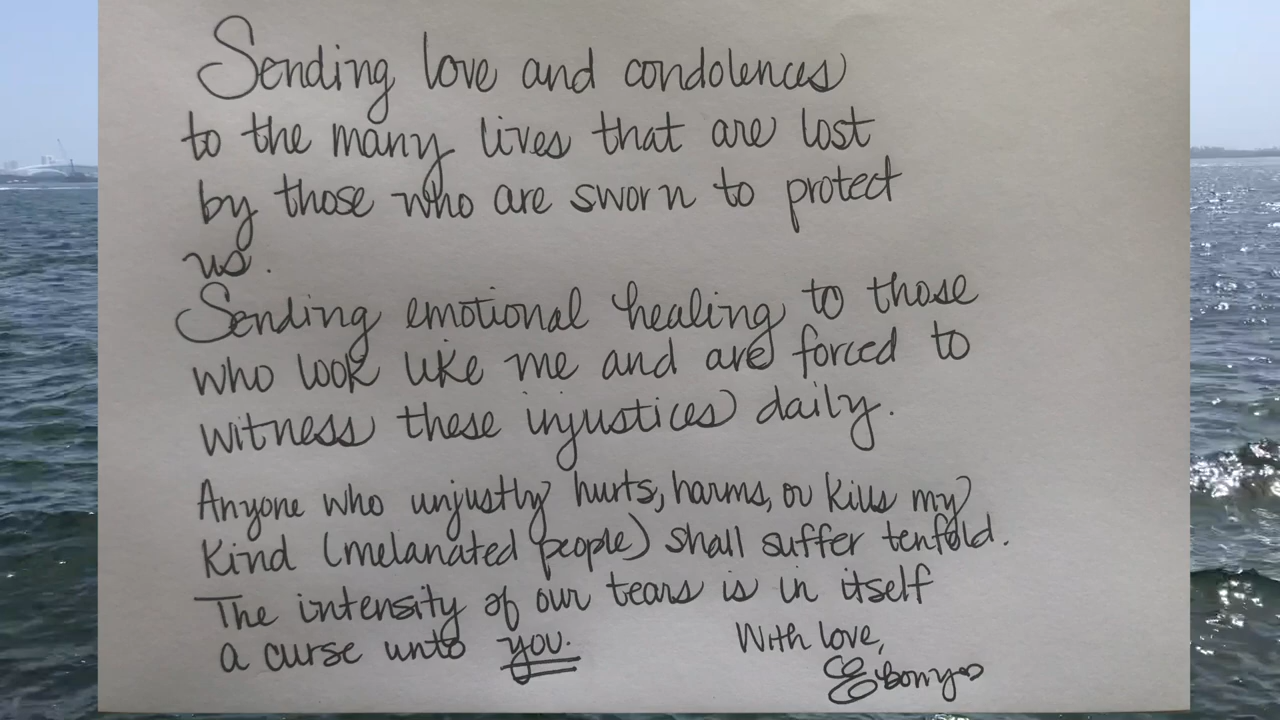 Sending love and condolences
to the many lives that are lost
by those who are sworn to protect
us.
Sending emotional healing to those
who look like me and are forced to
witness these injustices daily.
Anyone who unjustly hurts, harms, or kills my
kind (melanated people) shall suffer tenfold.
The intensity of our tears is in itself
a curse unto you.
With love,
Ebony